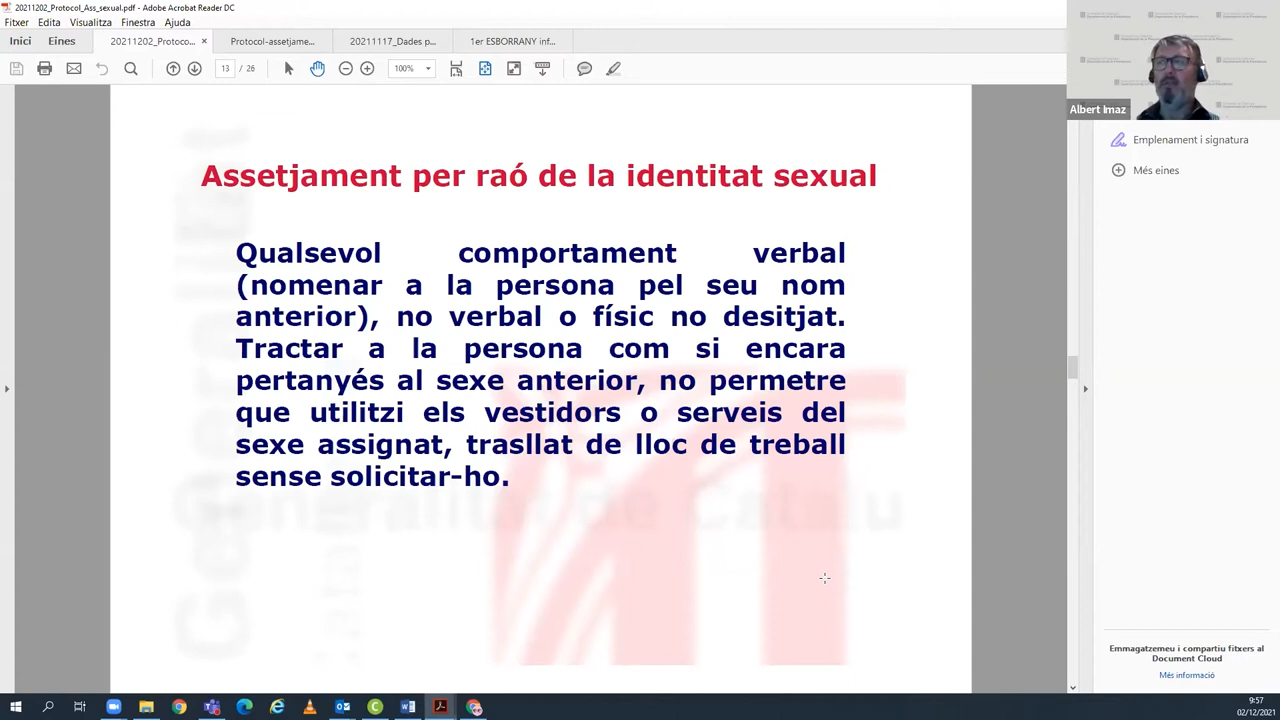 20211202_Protocol_Ass_sexual.pdf - Adobe Acrobat Reader DC
Fitxer Edita Visualitza Finestra Ajuda
Inici Eines 20211202_Protoco... × Protocol-assetjame... 20211117_Dades p... 1er ESBORRANY inf...
13 / 26 100%
Albert Imaz
Emplenament i signatura
Més eines
Assetjament per raó de la identitat sexual
Qualsevol comportament verbal
(nomenar a la persona pel seu nom
anterior), no verbal o físic no desitjat.
Tractar a la persona com si encara
pertanyés al sexe anterior, no permetre
que utilitzi els vestidors o serveis del
sexe assignat, trasllat de lloc de treball
sense solicitar-ho.
Emmagatzemeu i compartiu fitxers al
Document Cloud
Més informació
9:57
02/12/2021